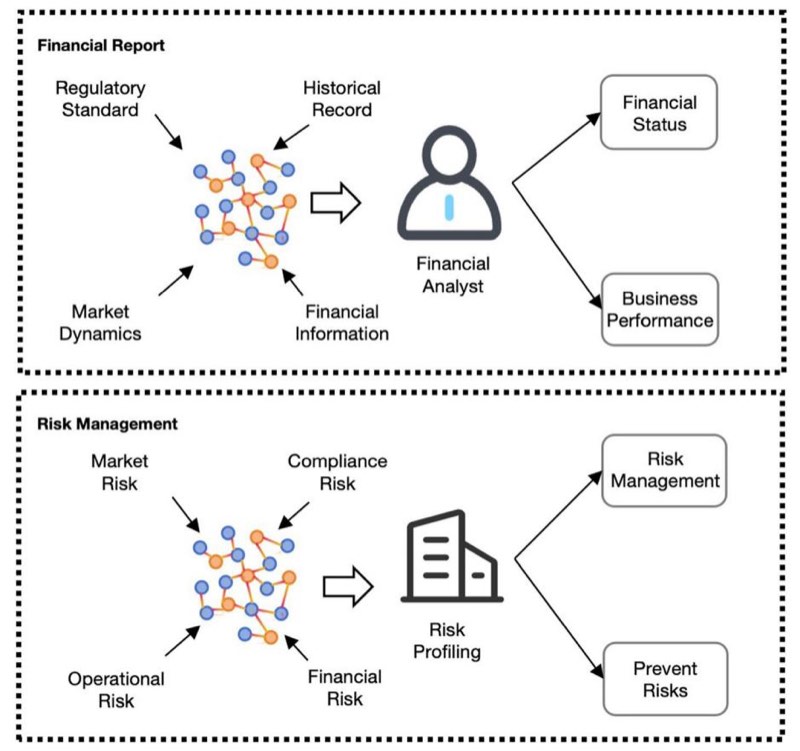 Financial Report
Regulatory
Standard
Historical
Record
Market
Dynamics
Financial
Information
Financial
Analyst
Financial
Status
Business
Performance
Risk Management
Market
Risk
Compliance
Risk
Operational
Risk
Financial
Risk
Risk
Profiling
Risk
Management
Prevent
Risks